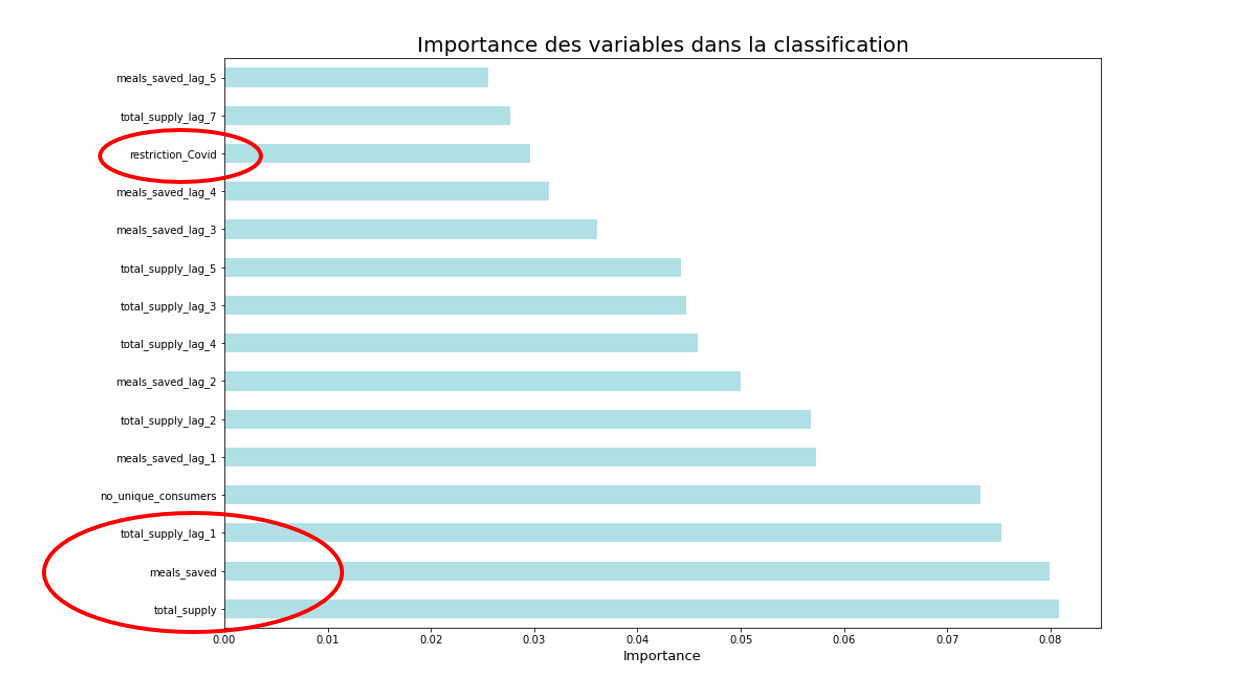 Importance des variables dans la classification
meals_saved_lag_5
total_supply_lag_7
restriction_Covid
meals_saved_lag_4
meals_saved_lag_3
total_supply_lag_5
total_supply_lag_3
total_supply_lag_4
meals_saved_lag_2
total_supply_lag_2
meals_saved_lag_1
no_unique_consumers
total_supply_lag_1
meals_saved
total_supply
0.00 0.01 0.02 0.03 0.04 0.05 0.06 0.07 0.08
Importance